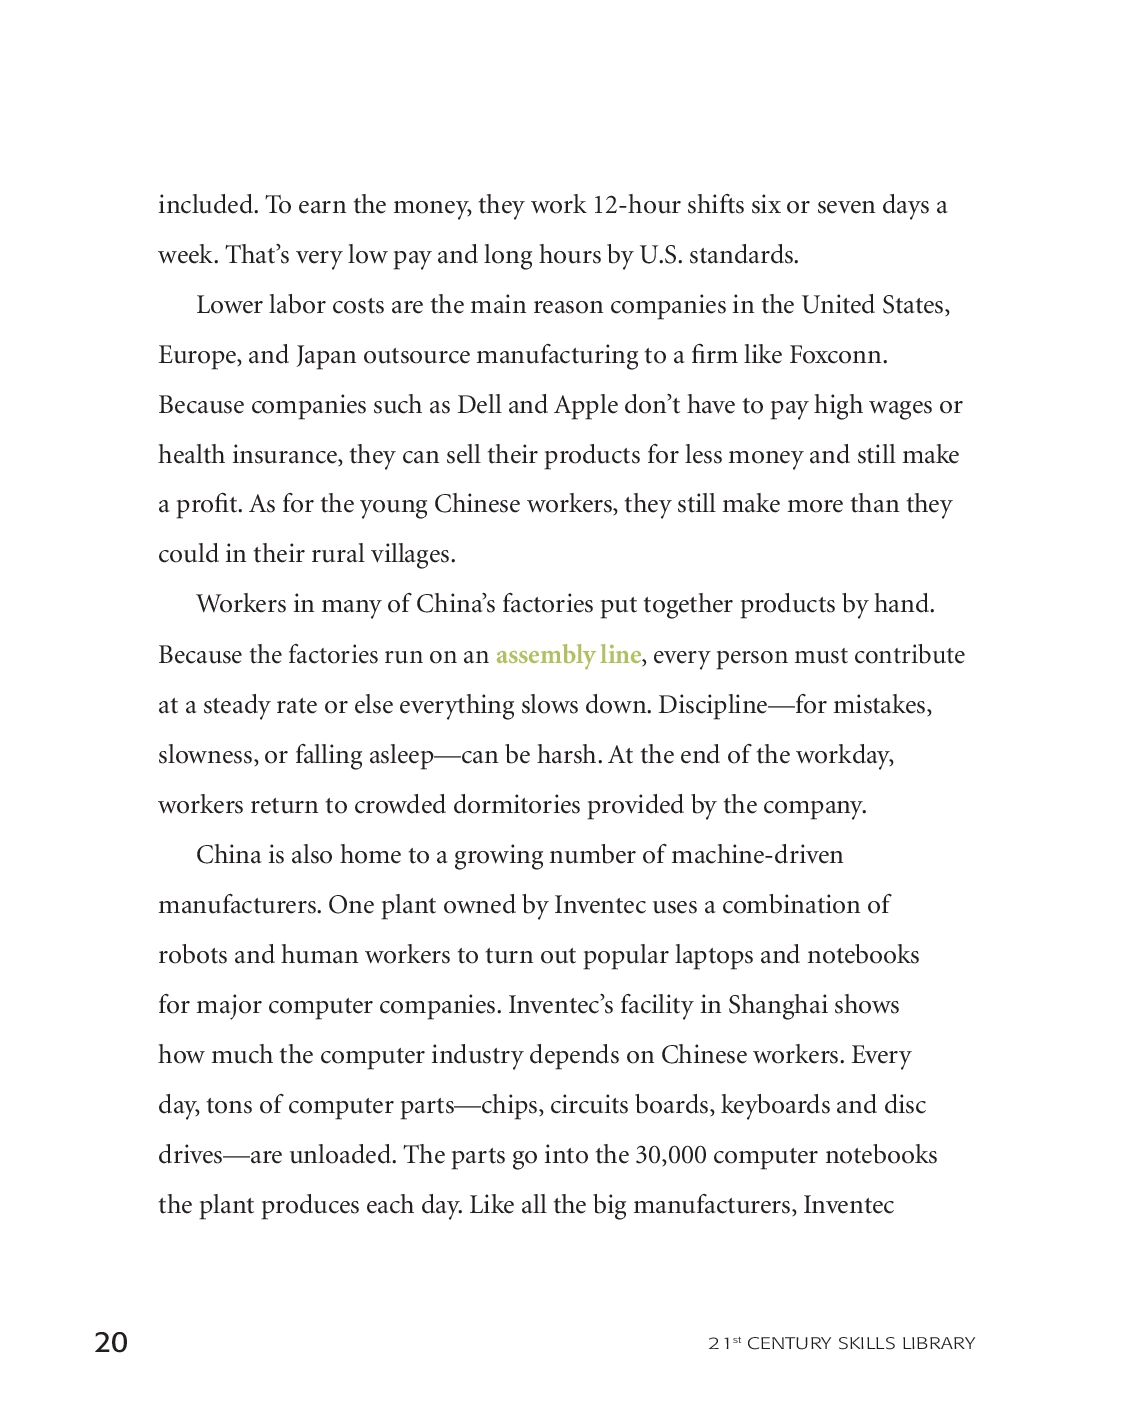 included. To earn the money, they work 12-hour shifts six or seven days a
week. That’s very low pay and long hours by U.S. standards.
Lower labor costs are the main reason companies in the United States,
Europe, and Japan outsource manufacturing to a firm like Foxconn.
Because companies such as Dell and Apple don’t have to pay high wages or
health insurance, they can sell their products for less money and still make
a profit. As for the young Chinese workers, they still make more than they
could in their rural villages.
Workers in many of China’s factories put together products by hand.
Because the factories run on an assembly line, every person must contribute
at a steady rate or else everything slows down. Discipline—for mistakes,
slowness, or falling asleep—can be harsh. At the end of the workday,
workers return to crowded dormitories provided by the company.
China is also home to a growing number of machine-driven
manufacturers. One plant owned by Inventec uses a combination of
robots and human workers to turn out popular laptops and notebooks
for major computer companies. Inventec’s facility in Shanghai shows
how much the computer industry depends on Chinese workers. Every
day, tons of computer parts—chips, circuits boards, keyboards and disc
drives—are unloaded. The parts go into the 30,000 computer notebooks
the plant produces each day. Like all the big manufacturers, Inventec
20
21st CENTURY SKILLS LIBRARY